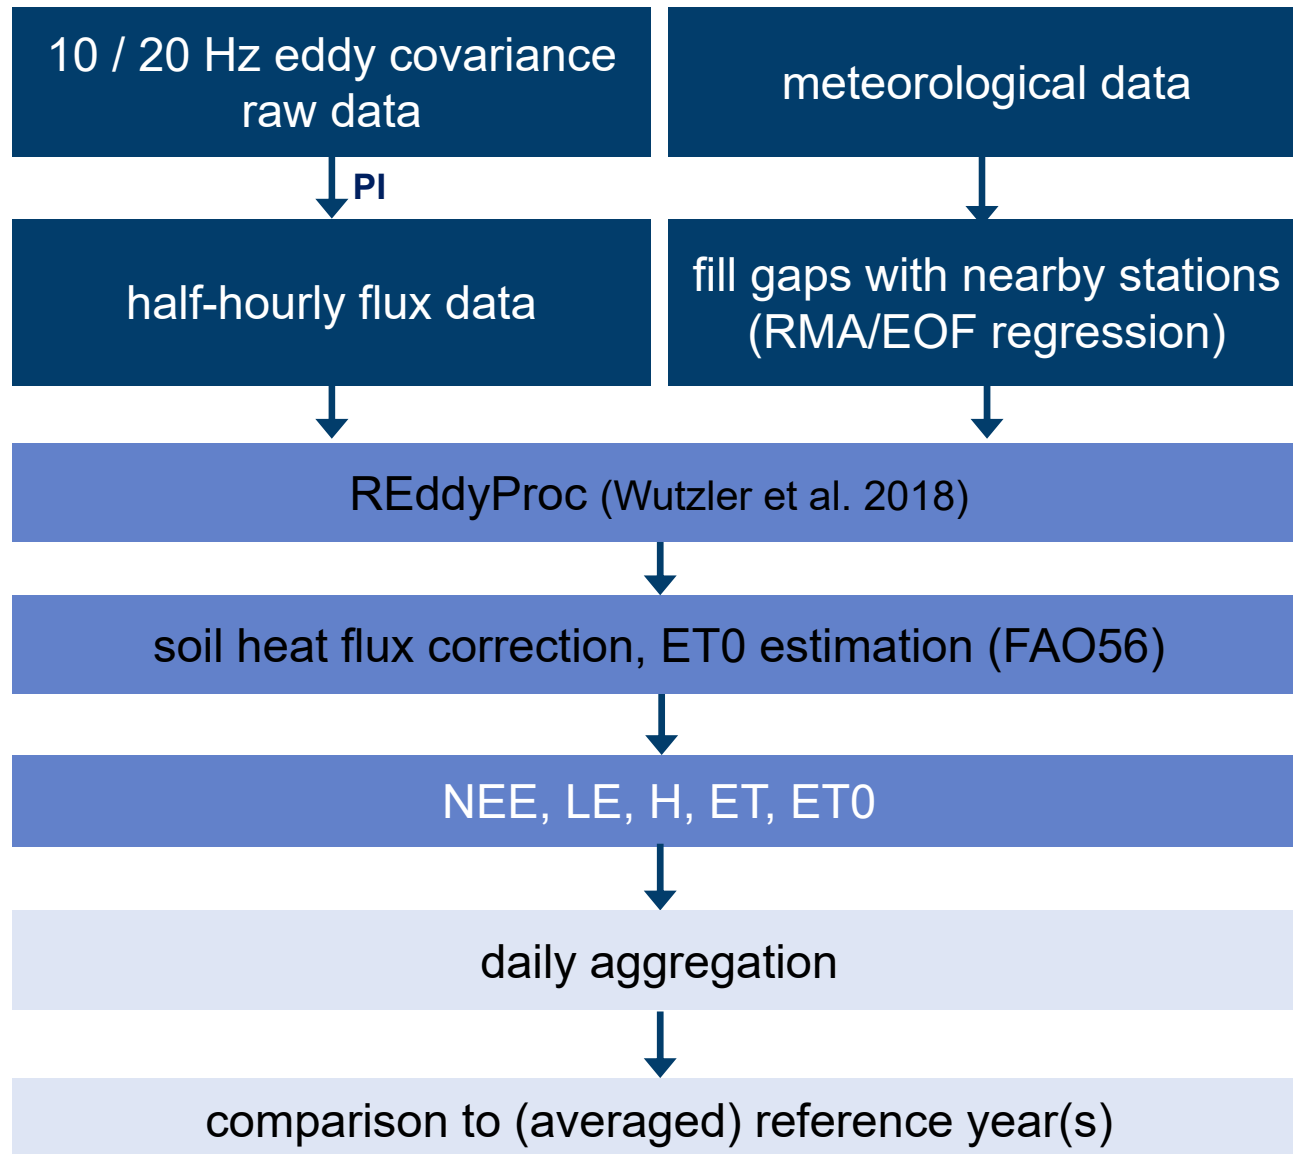 10 / 20 Hz eddy covariance
raw data
meteorological data
PI
half-hourly flux data
fill gaps with nearby stations
(RMA/EOF regression)
REddyProc (Wutzler et al. 2018)
soil heat flux correction, ET0 estimation (FAO56)
NEE, LE, H, ET, ET0
daily aggregation
comparison to (averaged) reference year(s)